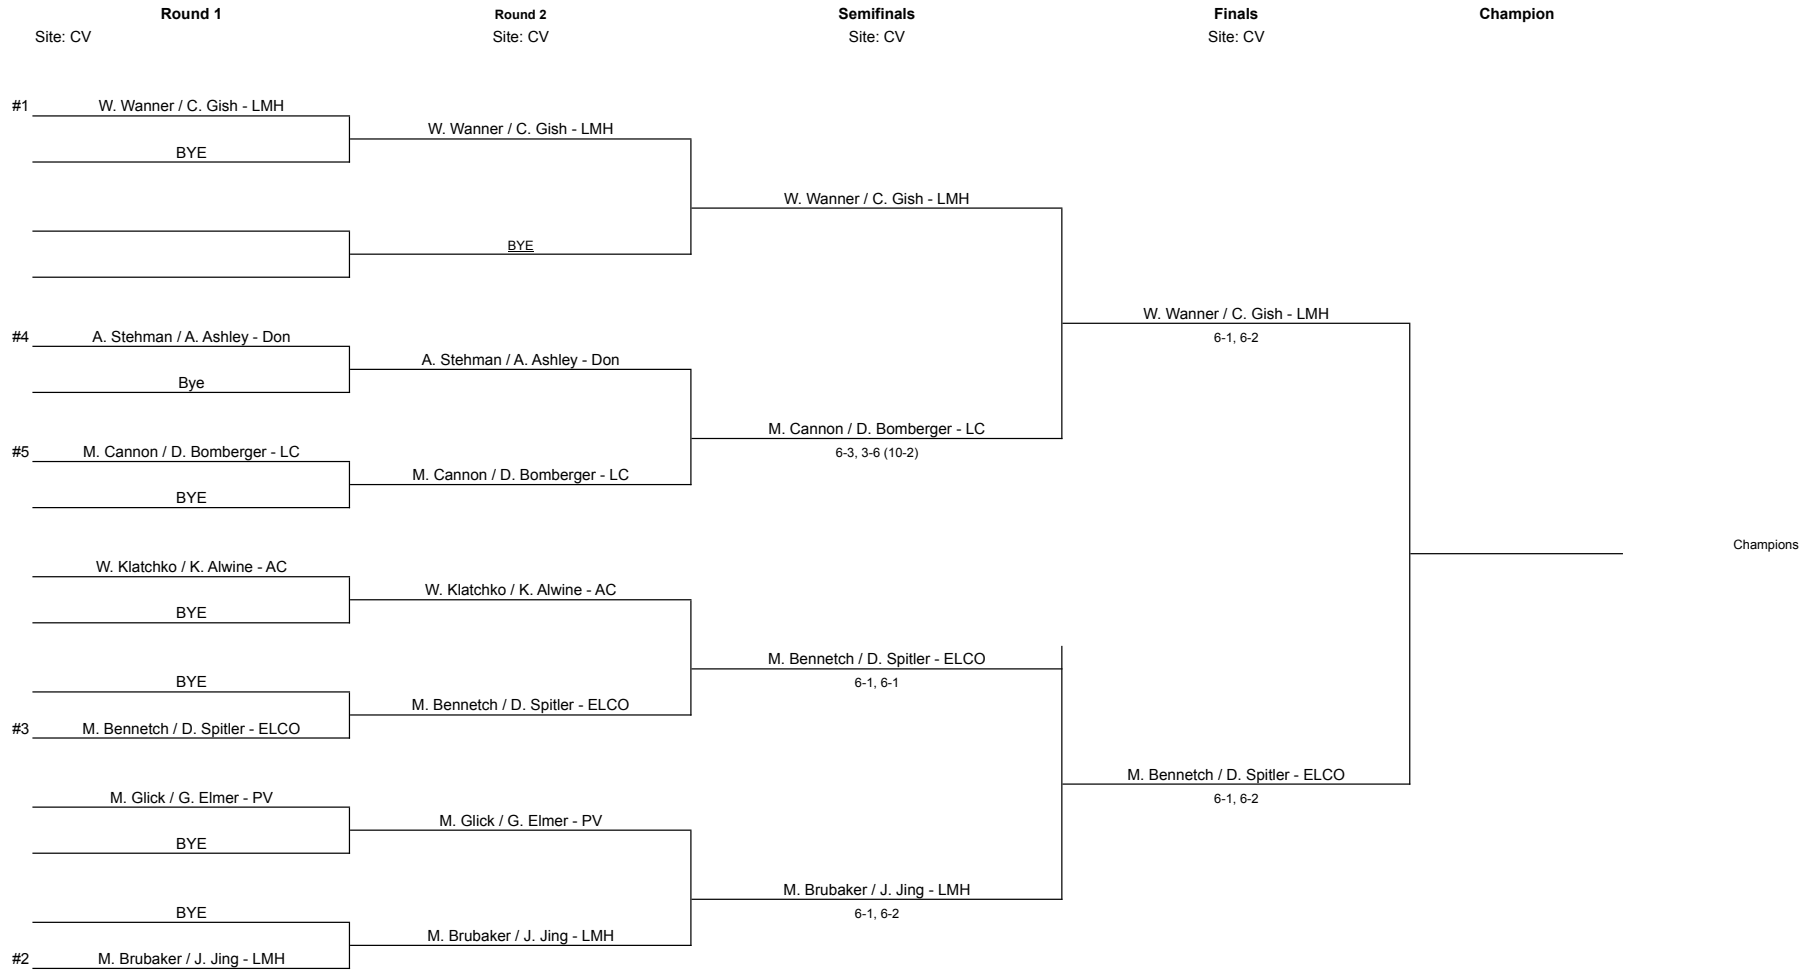 Round 1
Round 2
Semifinals
Finals
Champion
Site: CV
Site: CV
Site: CV
Site: CV
#1
W. Wanner / C. Gish - LMH
BYE
#4
A. Stehman / A. Ashley - Don
Bye
#5
M. Cannon / D. Bomberger - LC
BYE
W. Klatchko / K. Alwine - AC
BYE
BYE
#3
M. Bennetch / D. Spitler - ELCO
M. Glick / G. Elmer - PV
BYE
BYE
#2
M. Brubaker / J. Jing - LMH
W. Wanner / C. Gish - LMH
BYE
A. Stehman / A. Ashley - Don
M. Cannon / D. Bomberger - LC
W. Klatchko / K. Alwine - AC
M. Bennetch / D. Spitler - ELCO
M. Glick / G. Elmer - PV
M. Brubaker / J. Jing - LMH
W. Wanner / C. Gish - LMH
M. Cannon / D. Bomberger - LC
6-3, 3-6 (10-2)
M. Bennetch / D. Spitler - ELCO
6-1, 6-1
M. Brubaker / J. Jing - LMH
6-1, 6-2
W. Wanner / C. Gish - LMH
6-1, 6-2
M. Bennetch / D. Spitler - ELCO
6-1, 6-2
Champions